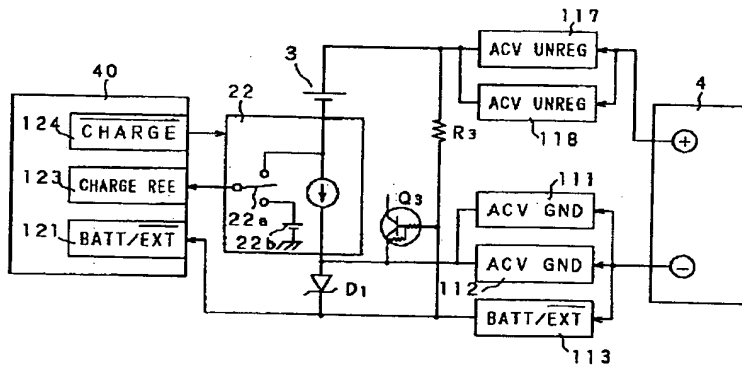 117
ACV UNREG
40
3
22
4
ACV UNREG
124
CHARGE
118
R3
+
123
CHARGE REE
Q3
111
22a
ACV GND
121
BATT/EXT
22b
ACV GND
−
112
D1
BATT/EXT
113